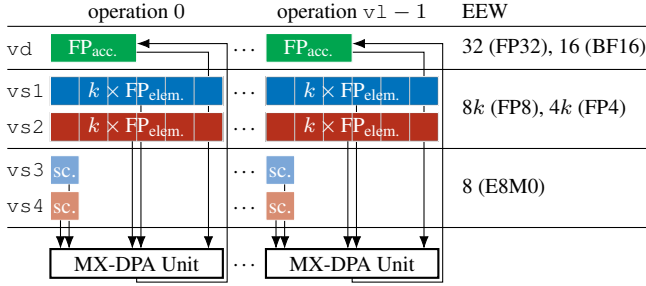 operation 0 operation vl − 1 EEW
vd FPacc. ··· FPacc. 32 (FP32), 16 (BF16)
vs1 k × FPelem. ··· k × FPelem.
8k (FP8), 4k (FP4)
vs2 k × FPelem. ··· k × FPelem.
vs3 sc. ··· sc.
8 (E8M0)
vs4 sc. ··· sc.
MX-DPA Unit ··· MX-DPA Unit